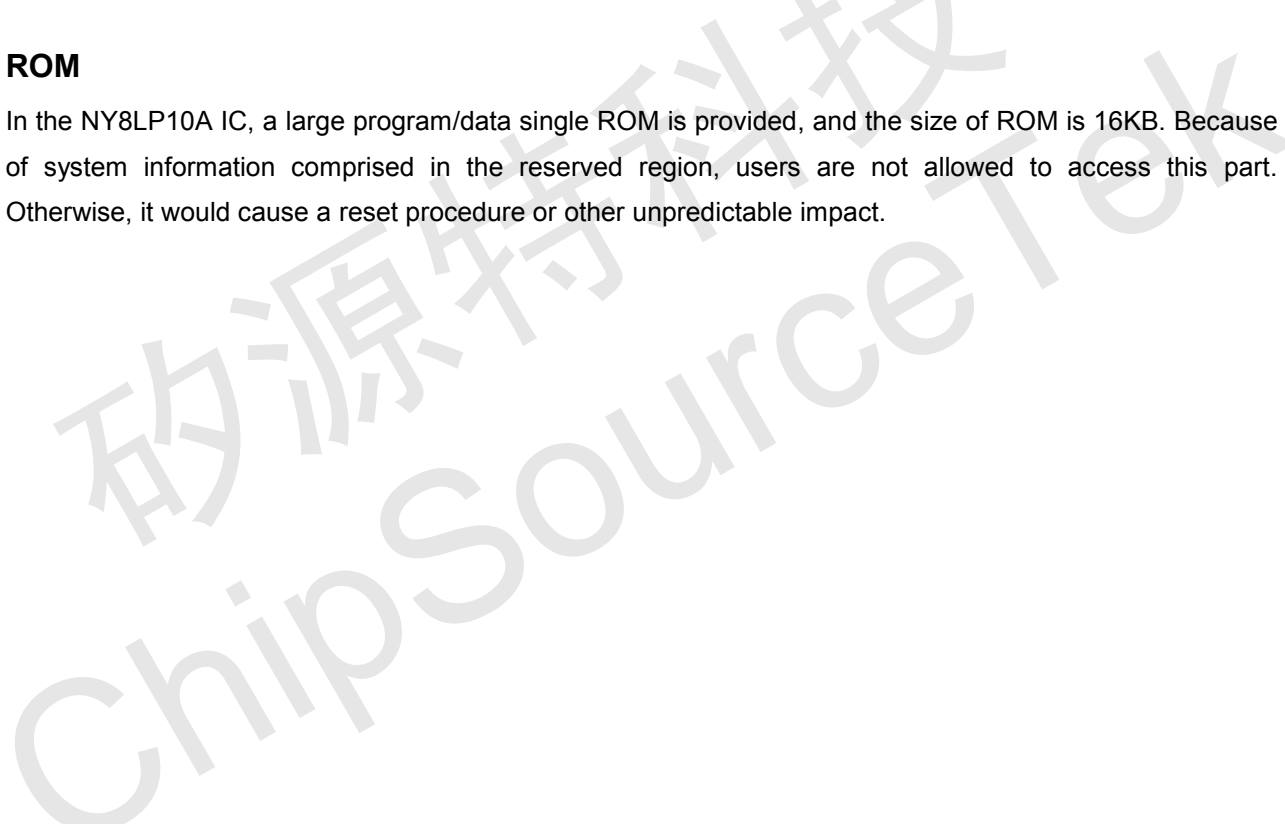 ROM
In the NY8LP10A IC, a large program/data single ROM is provided, and the size of ROM is 16KB. Because
of system information comprised in the reserved region, users are not allowed to access this part.
Otherwise, it would cause a reset procedure or other unpredictable impact.
矽源特科技
ChipSourceTek